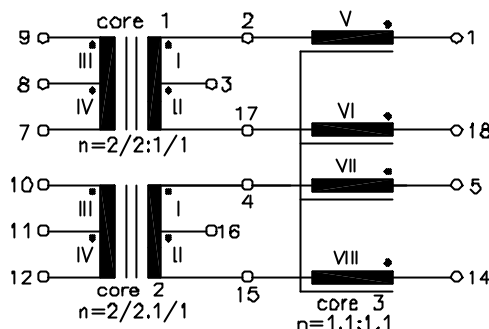 core 1
9 2 V 1
III I
8 3
IV II
7 17 VI 18
n=2/2:1/1
VII
10 4 5
III I
11 16
IV II
12 15 VIII 14
core 2 core 3
n=2/2.1/1 n=1.1:1.1